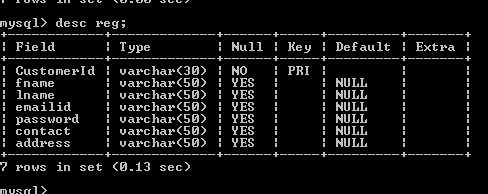 7 rows in set (0.00 sec)
mysql> desc reg;
+------------+-------------+------+-----+---------+-------+
| Field      | Type        | Null | Key | Default | Extra |
+------------+-------------+------+-----+---------+-------+
| CustomerId | varchar(30) | NO   | PRI |         |       |
| fname      | varchar(50) | YES  |     | NULL    |       |
| lname      | varchar(50) | YES  |     | NULL    |       |
| emailid    | varchar(50) | YES  |     | NULL    |       |
| password   | varchar(50) | YES  |     | NULL    |       |
| contact    | varchar(50) | YES  |     | NULL    |       |
| address    | varchar(50) | YES  |     | NULL    |       |
+------------+-------------+------+-----+---------+-------+
7 rows in set (0.13 sec)
mysql>